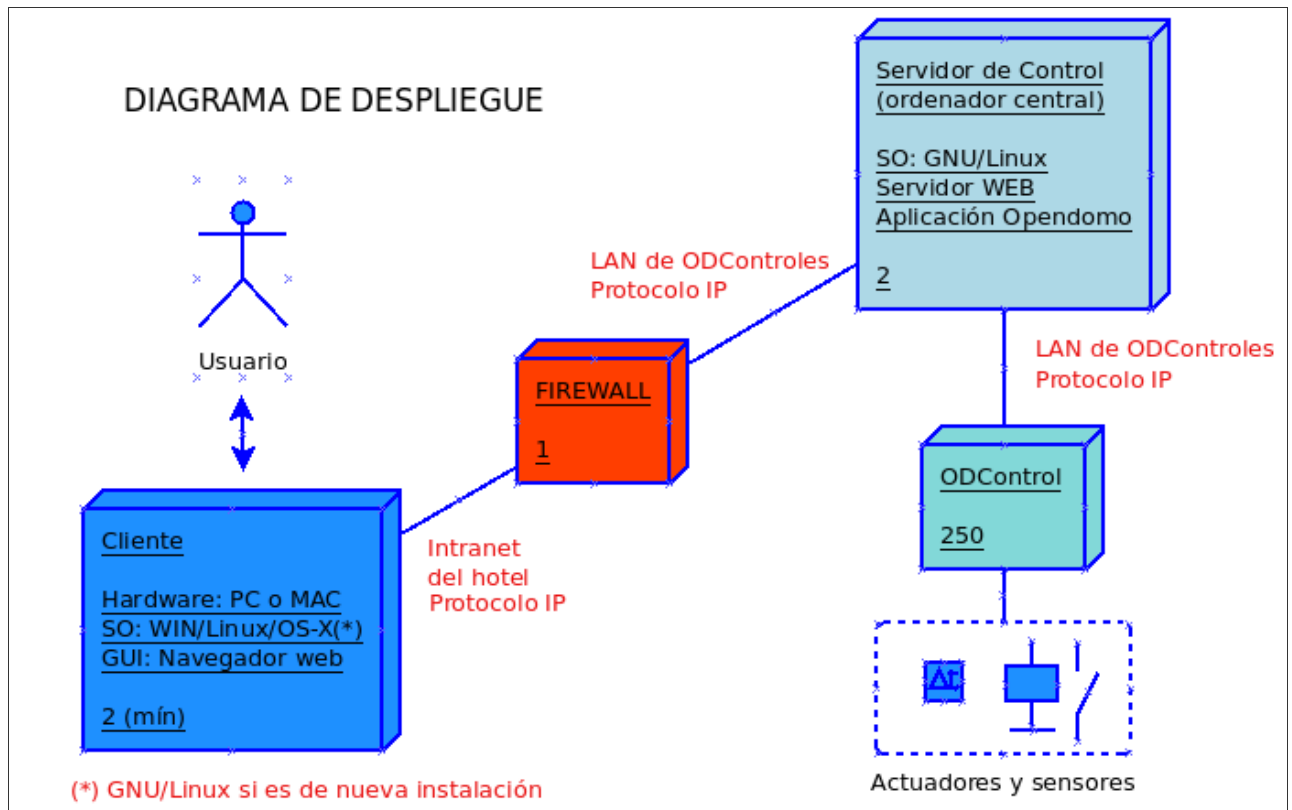 DIAGRAMA DE DESPLIEGUE
Usuario
Cliente
Hardware: PC o MAC
SO: WIN/Linux/OS-X(*)
GUI: Navegador web
2 (mín)
(*) GNU/Linux si es de nueva instalación
Intranet
del hotel
Protocolo IP
FIREWALL
1
LAN de ODControles
Protocolo IP
Servidor de Control
(ordenador central)
SO: GNU/Linux
Servidor WEB
Aplicación Opendomo
2
LAN de ODControles
Protocolo IP
ODControl
250
Δt
Actuadores y sensores